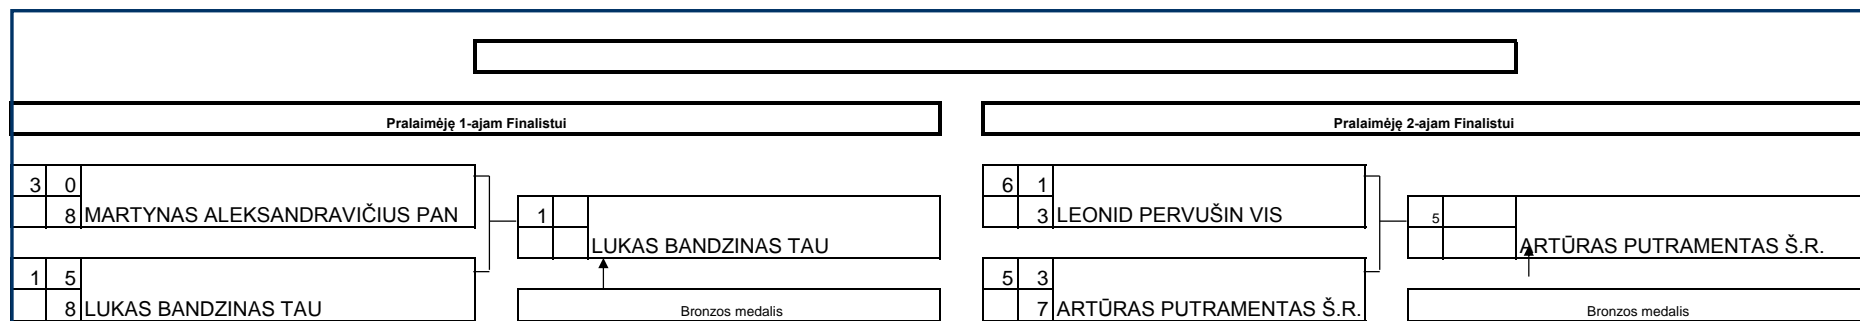 Pralaimėję 1-ajam Finalistui
Pralaimėję 2-ajam Finalistui
3 0
8 MARTYNAS ALEKSANDRAVIČIUS PAN
1
LUKAS BANDZINAS TAU
1 5
8 LUKAS BANDZINAS TAU
Bronzos medalis
6 1
3 LEONID PERVUŠIN VIS
5
ARTŪRAS PUTRAMENTAS Š.R.
5 3
7 ARTŪRAS PUTRAMENTAS Š.R.
Bronzos medalis